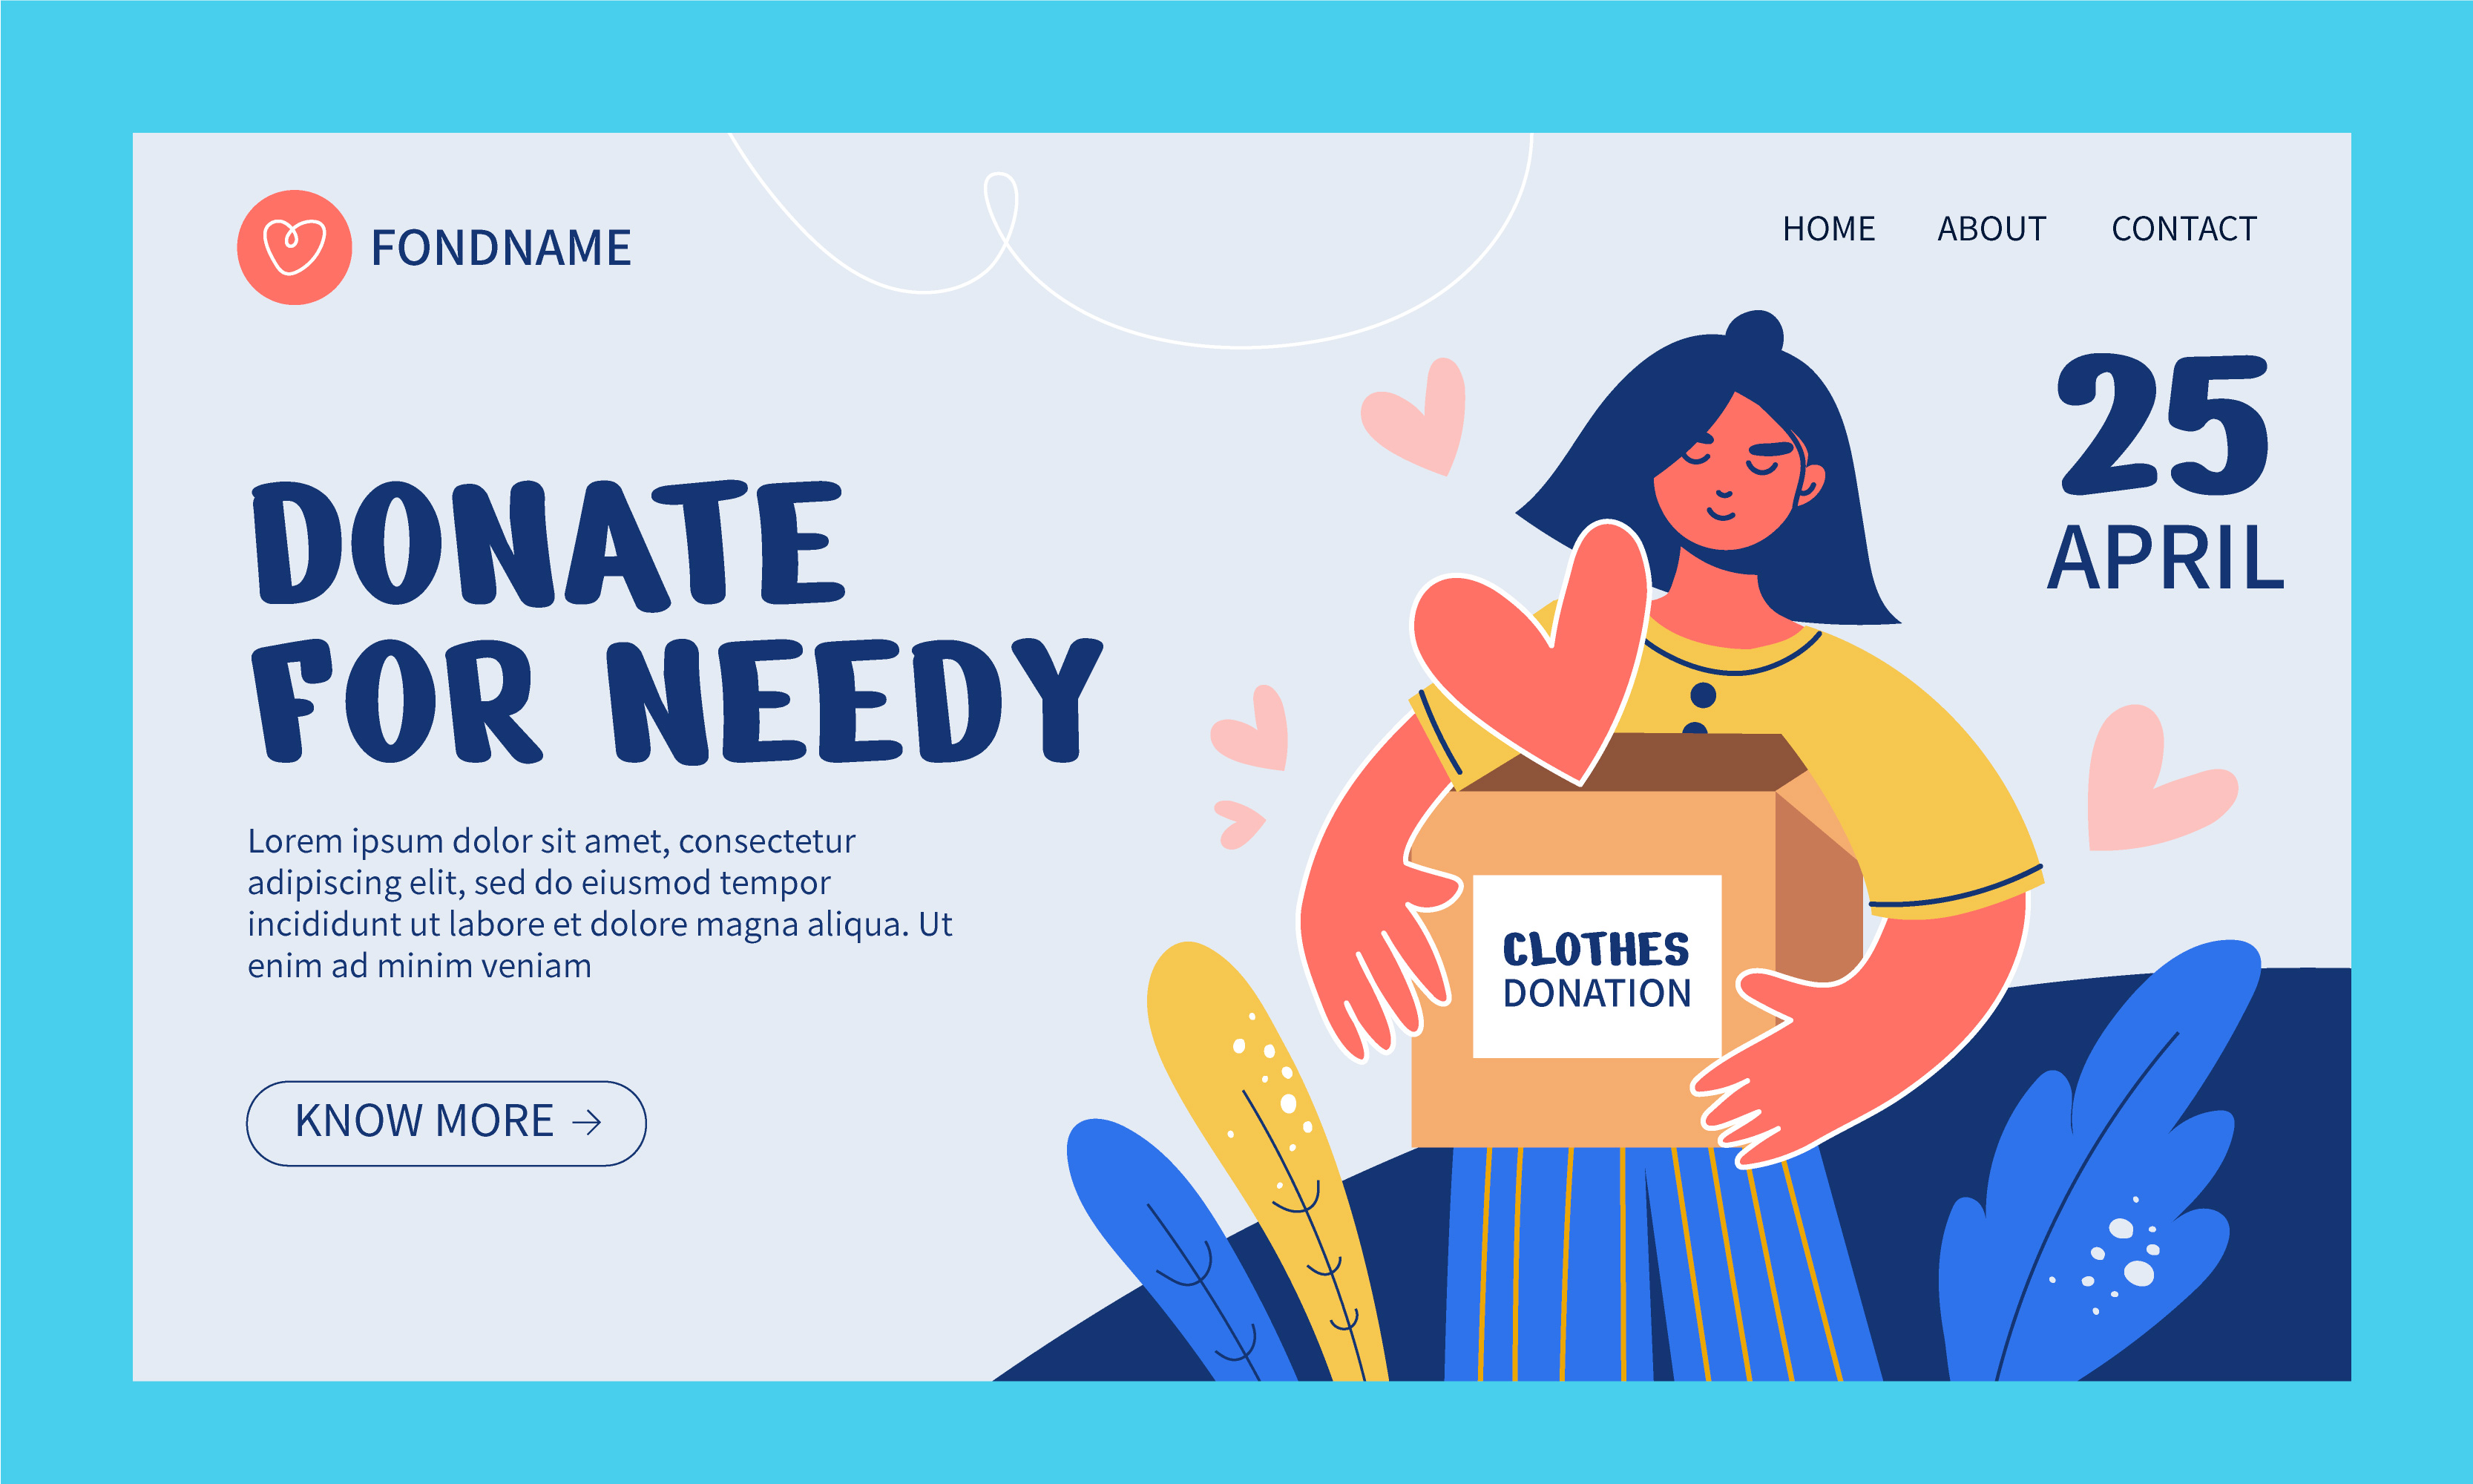 FONDNAME
HOME ABOUT CONTACT
25
APRIL
DONATE
FOR NEEDY
Lorem ipsum dolor sit amet, consectetur
adipiscing elit, sed do eiusmod tempor
incididunt ut labore et dolore magna aliqua. Ut
enim ad minim veniam
KNOW MORE →
CLOTHES
DONATION